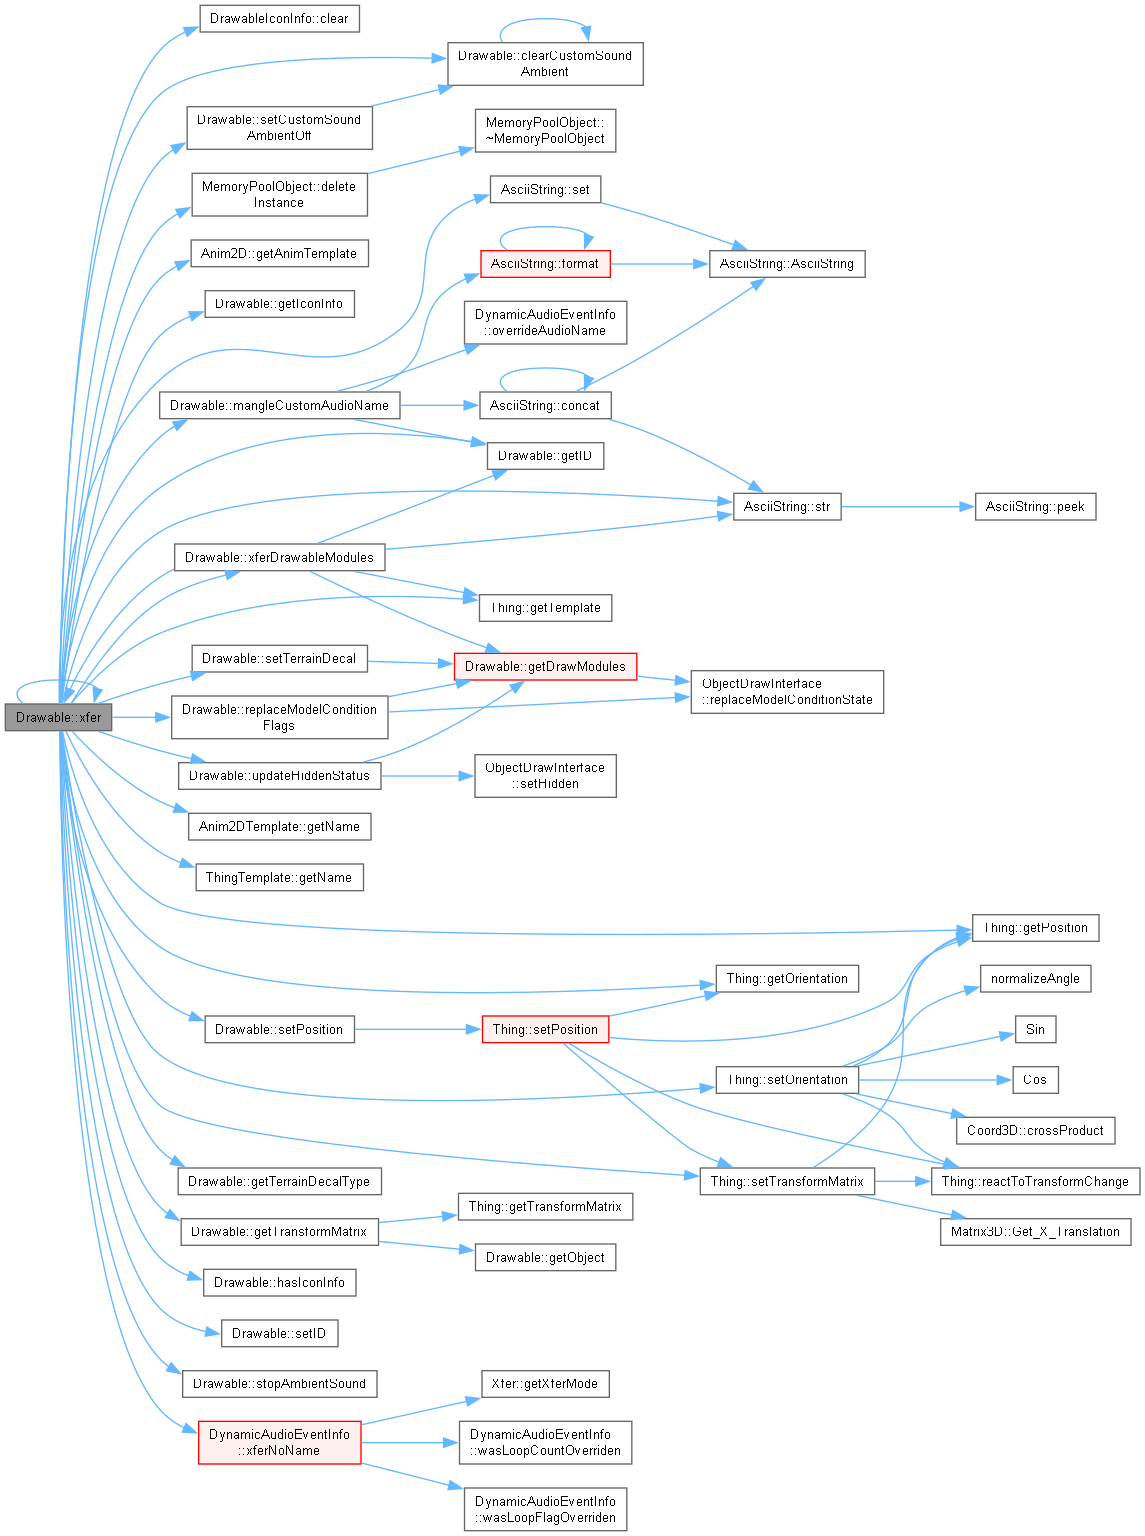 DrawableIconInfo::clear
Drawable::clearCustomSound
Ambient
Drawable::setCustomSound
AmbientOff
MemoryPoolObject::
~MemoryPoolObject
MemoryPoolObject::delete
Instance
AsciiString::set
Anim2D::getAnimTemplate
AsciiString::format
AsciiString::AsciiString
Drawable::getIconInfo
DynamicAudioEventInfo
::overrideAudioName
Drawable::mangleCustomAudioName
AsciiString::concat
Drawable::getID
AsciiString::str
AsciiString::peek
Drawable::xferDrawableModules
Thing::getTemplate
Drawable::setTerrainDecal
Drawable::getDrawModules
ObjectDrawInterface
::replaceModelConditionState
Drawable::xfer
Drawable::replaceModelCondition
Flags
Drawable::updateHiddenStatus
ObjectDrawInterface
::setHidden
Anim2DTemplate::getName
ThingTemplate::getName
Thing::getPosition
Thing::getOrientation
normalizeAngle
Drawable::setPosition
Thing::setPosition
Sin
Thing::setOrientation
Cos
Coord3D::crossProduct
Drawable::getTerrainDecalType
Thing::setTransformMatrix
Thing::reactToTransformChange
Thing::getTransformMatrix
Drawable::getTransformMatrix
Matrix3D::Get_X_Translation
Drawable::getObject
Drawable::hasIconInfo
Drawable::setID
Drawable::stopAmbientSound
Xfer::getXferMode
DynamicAudioEventInfo
::xferNoName
DynamicAudioEventInfo
::wasLoopCountOverriden
DynamicAudioEventInfo
::wasLoopFlagOverriden